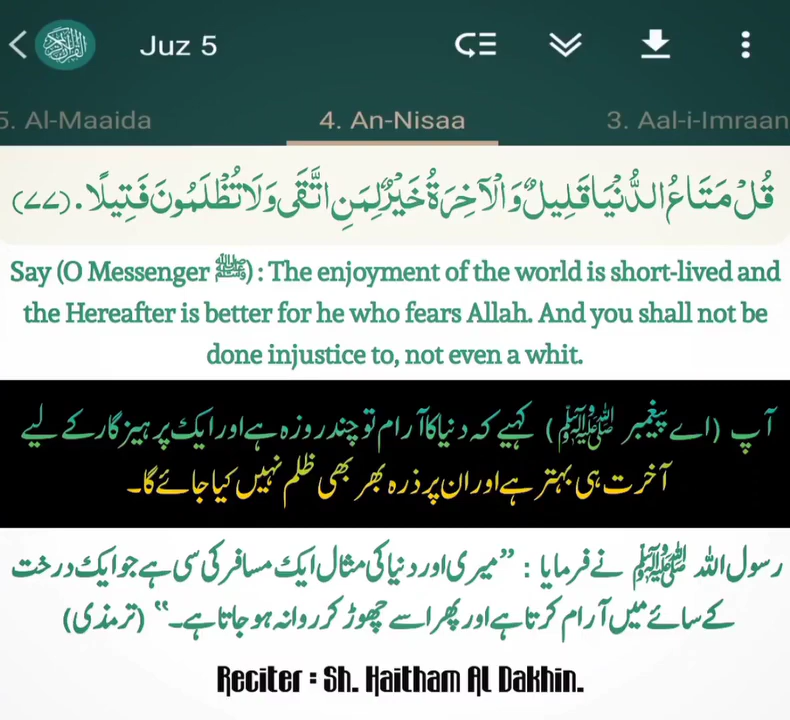 Juz 5
5. Al-Maaida 4. An-Nisaa 3. Aal-i-Imraan
قُلْ مَتَاعُ الدُّنْيَا قَلِيلٌ وَالْآخِرَةُ خَيْرٌ لِمَنِ اتَّقَى وَلَا تُظْلَمُونَ فَتِيلًا. (٧٧)
Say (O Messenger ﷺ) : The enjoyment of the world is short-lived and
the Hereafter is better for he who fears Allah. And you shall not be
done injustice to, not even a whit.
آپ (اے پیغمبر ﷺ) کہیے کہ دنیا کا آرام تو چند روزہ ہے اور ایک پرہیزگار کے لیے
آخرت ہی بہتر ہے اور ان پر ذرہ بھر بھی ظلم نہیں کیا جائے گا۔
رسول اللہ ﷺ نے فرمایا : ”میری اور دنیا کی مثال ایک مسافر کی سی ہے جو ایک درخت
کے سائے میں آرام کرتا ہے اور پھر اسے چھوڑ کر روانہ ہو جاتا ہے۔“ (ترمذی)
Reciter : Sh. Haitham Al Dakhin.